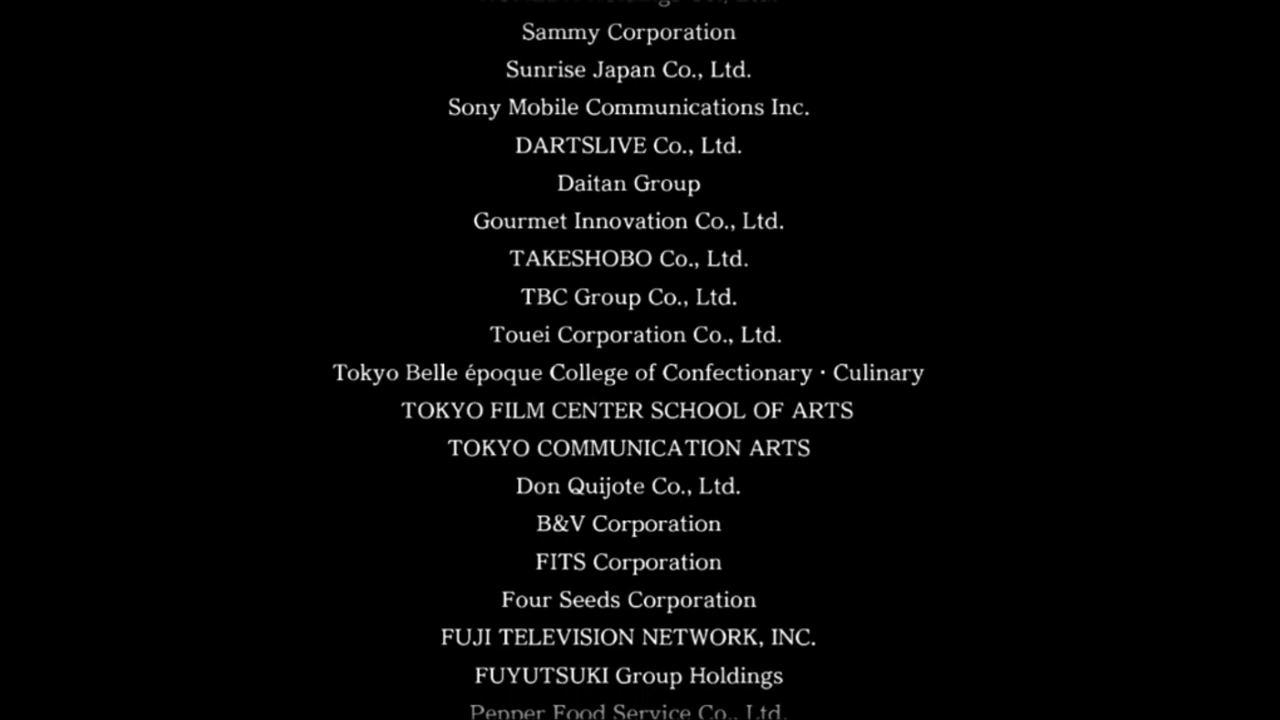 Sammy Corporation
Sunrise Japan Co., Ltd.
Sony Mobile Communications Inc.
DARTSLIVE Co., Ltd.
Daitan Group
Gourmet Innovation Co., Ltd.
TAKESHOBO Co., Ltd.
TBC Group Co., Ltd.
Touei Corporation Co., Ltd.
Tokyo Belle époque College of Confectionary・Culinary
TOKYO FILM CENTER SCHOOL OF ARTS
TOKYO COMMUNICATION ARTS
Don Quijote Co., Ltd.
B&V Corporation
FITS Corporation
Four Seeds Corporation
FUJI TELEVISION NETWORK, INC.
FUYUTSUKI Group Holdings
Pepper Food Service Co., Ltd.